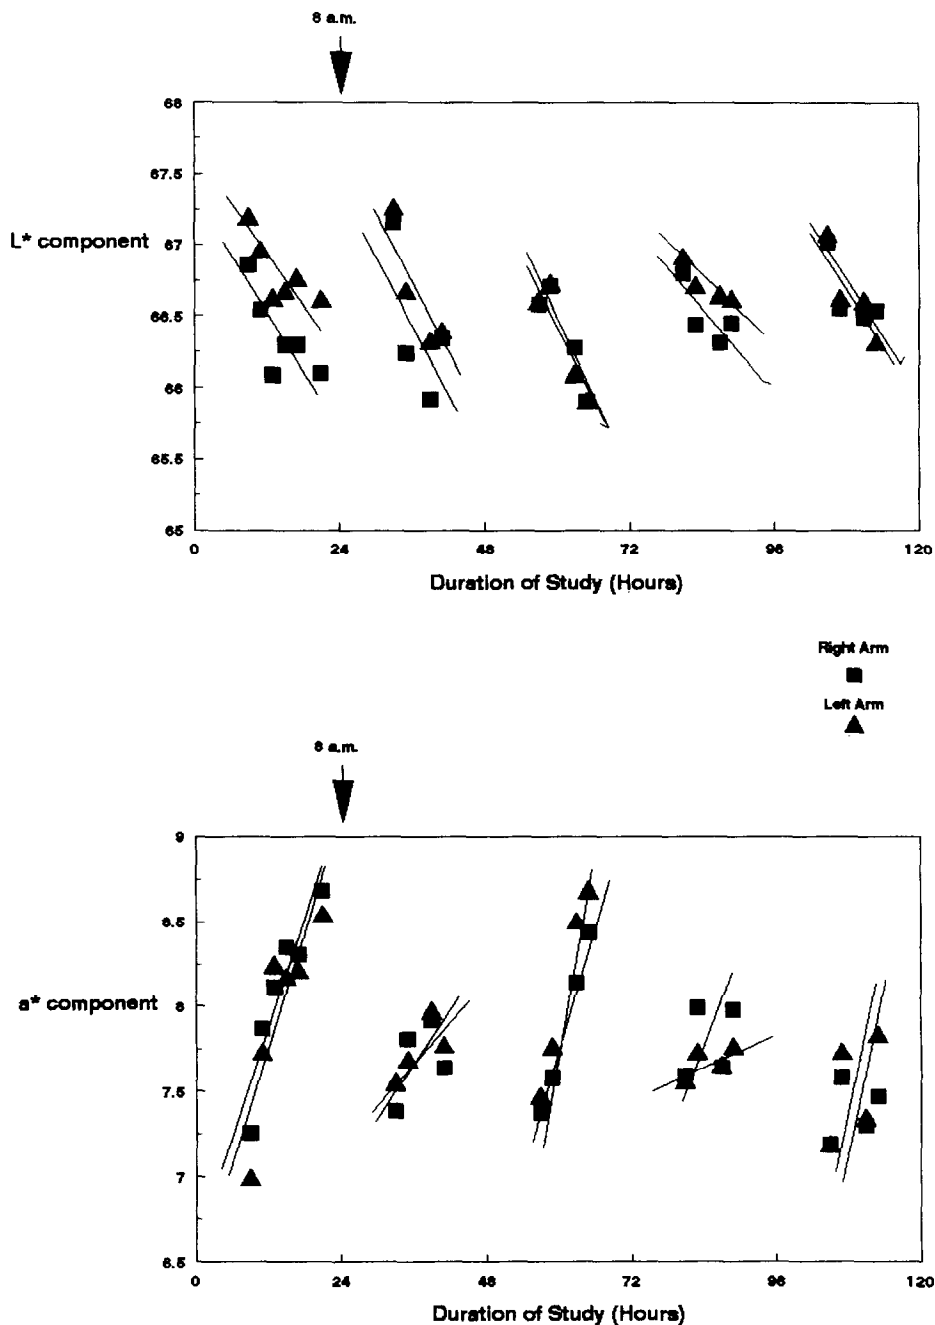 8 a.m.
68
67.5
L* component
67
66.5
66
65.5
65
0 24 48 72 96 120
Duration of Study (Hours)
Right Arm
Left Arm
8 a.m.
9
8.5
a* component
8
7.5
7
6.5
0 24 48 72 96 120
Duration of Study (Hours)